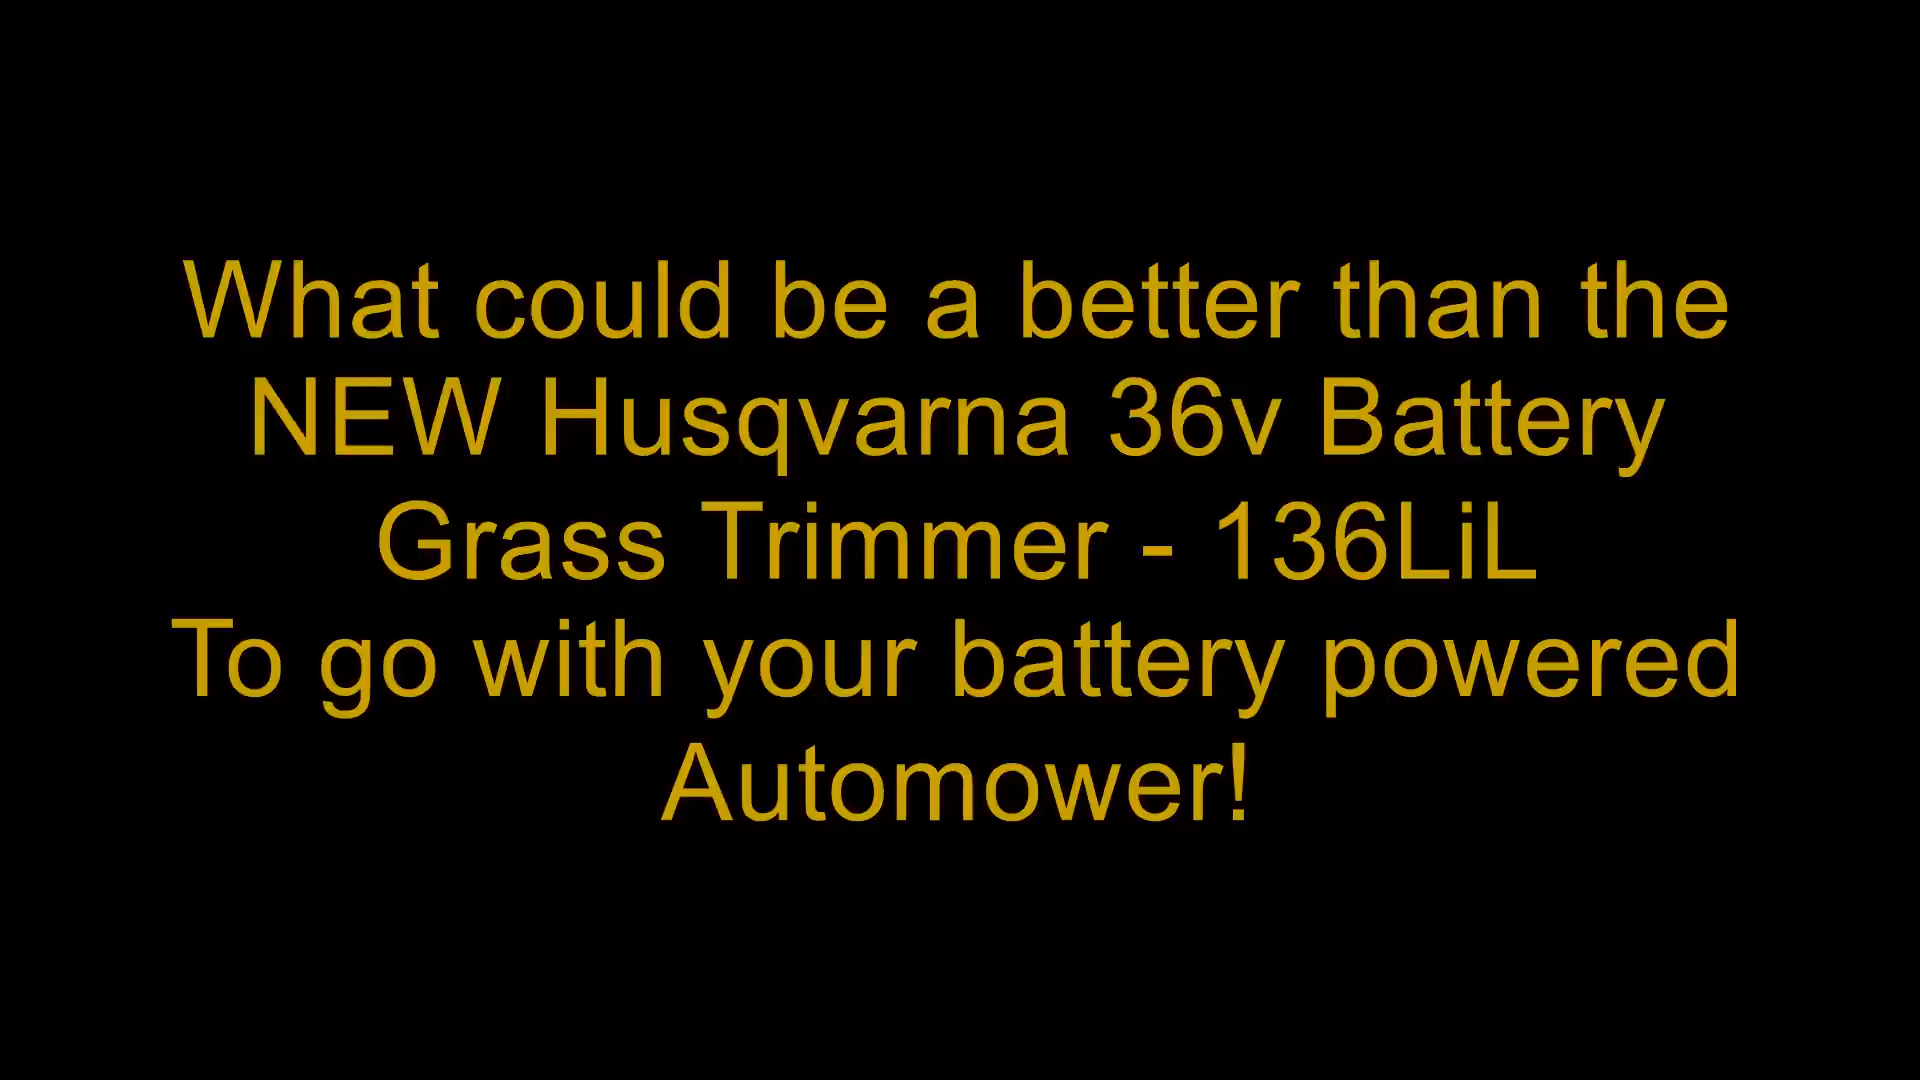 What could be a better than the
NEW Husqvarna 36v Battery
Grass Trimmer - 136LiL
To go with your battery powered
Automower!